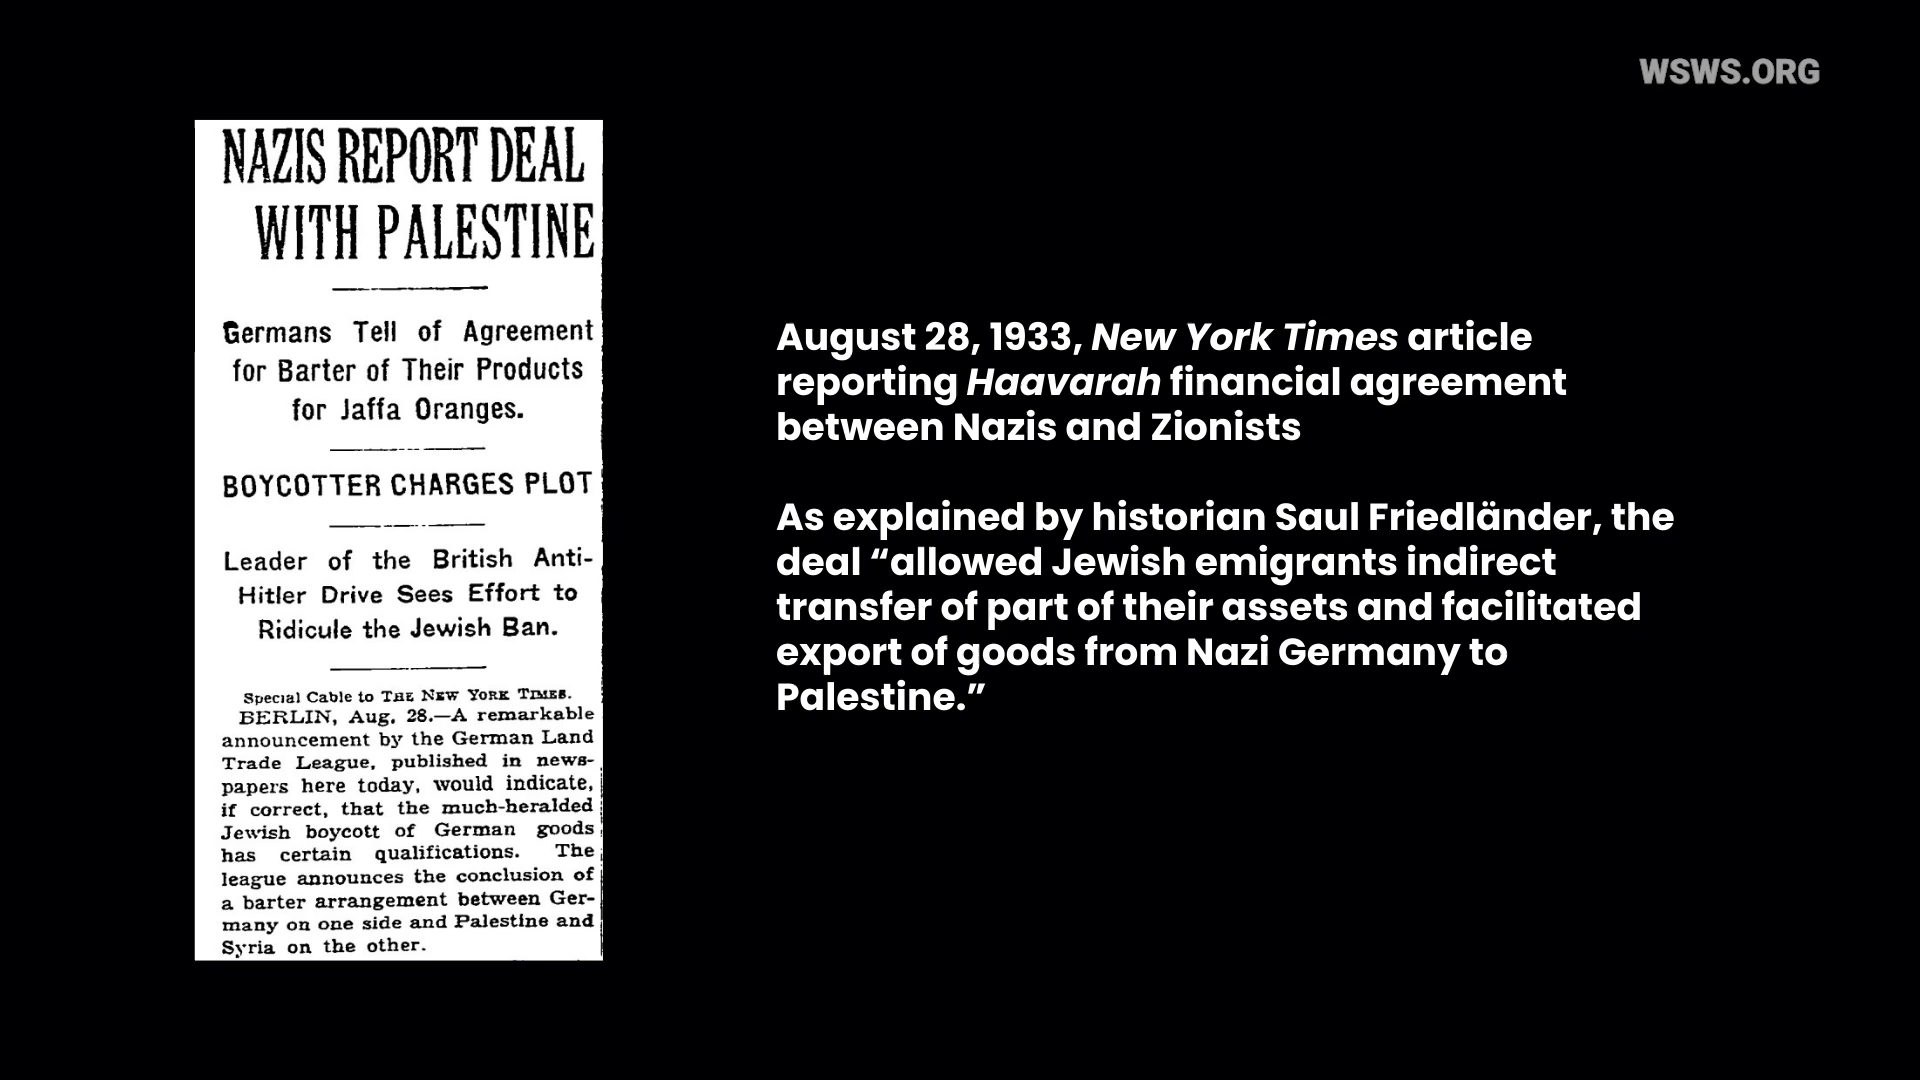 WSWS.ORG
NAZIS REPORT DEAL
WITH PALESTINE
Germans Tell of Agreement
for Barter of Their Products
for Jaffa Oranges.
BOYCOTTER CHARGES PLOT
Leader of the British Anti-
Hitler Drive Sees Effort to
Ridicule the Jewish Ban.
Special Cable to THE NEW YORK TIMES.
BERLIN, Aug. 28.—A remarkable
announcement by the German Land
Trade League, published in news-
papers here today, would indicate,
if correct, that the much-heralded
Jewish boycott of German goods
has certain qualifications. The
league announces the conclusion of
a barter arrangement between Ger-
many on one side and Palestine and
Syria on the other.
August 28, 1933, New York Times article
reporting Haavarah financial agreement
between Nazis and Zionists
As explained by historian Saul Friedländer, the
deal “allowed Jewish emigrants indirect
transfer of part of their assets and facilitated
export of goods from Nazi Germany to
Palestine.”